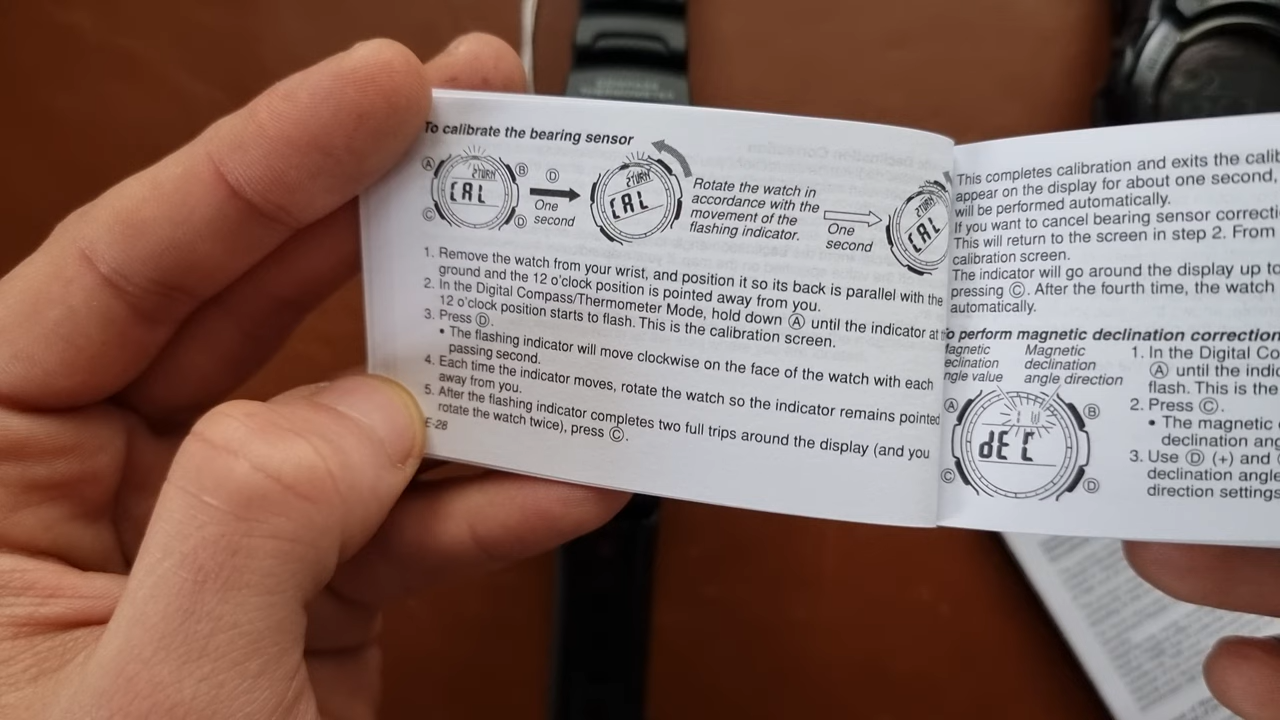 To calibrate the bearing sensor
A
B
C
D
2TURN
CAL
D
One
second
2TURN
CAL
Rotate the watch in
accordance with the
movement of the
flashing indicator.
One
second
2TURN
CAL
1. Remove the watch from your wrist, and position it so its back is parallel with the
ground and the 12 o'clock position is pointed away from you.
2. In the Digital Compass/Thermometer Mode, hold down Ⓐ until the indicator at
12 o'clock position starts to flash. This is the calibration screen.
3. Press Ⓓ.
• The flashing indicator will move clockwise on the face of the watch with each
passing second.
4. Each time the indicator moves, rotate the watch so the indicator remains pointed
away from you.
5. After the flashing indicator completes two full trips around the display (and you
rotate the watch twice), press Ⓒ.
E-28
This completes calibration and exits the calib
appear on the display for about one second,
will be performed automatically.
If you want to cancel bearing sensor correcti
This will return to the screen in step 2. From
calibration screen.
The indicator will go around the display up to
pressing Ⓒ. After the fourth time, the watch
automatically.
o perform magnetic declination correction
agnetic
eclination
ngle value
Magnetic
declination
angle direction
A
B
C
D
dEC
1. In the Digital Co
Ⓐ until the indic
flash. This is the
2. Press Ⓒ.
• The magnetic
declination ang
3. Use Ⓓ (+) and
declination angle
direction settings